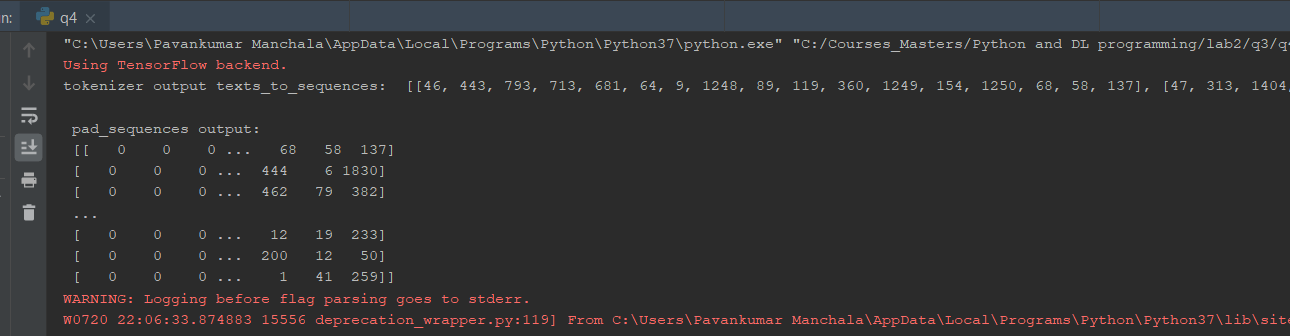 n: q4
"C:\Users\Pavankumar Manchala\AppData\Local\Programs\Python\Python37\python.exe" "C:/Courses_Masters/Python and DL programming/lab2/q3/q
Using TensorFlow backend.
tokenizer output texts_to_sequences:  [[46, 443, 793, 713, 681, 64, 9, 1248, 89, 119, 360, 1249, 154, 1250, 68, 58, 137], [47, 313, 1404,
pad_sequences output:
[[   0    0    0 ...   68   58  137]
[   0    0    0 ...  444    6 1830]
[   0    0    0 ...  462   79  382]
...
[   0    0    0 ...   12   19  233]
[   0    0    0 ...  200   12   50]
[   0    0    0 ...    1   41  259]]
WARNING: Logging before flag parsing goes to stderr.
W0720 22:06:33.874883 15556 deprecation_wrapper.py:119] From C:\Users\Pavankumar Manchala\AppData\Local\Programs\Python\Python37\lib\site